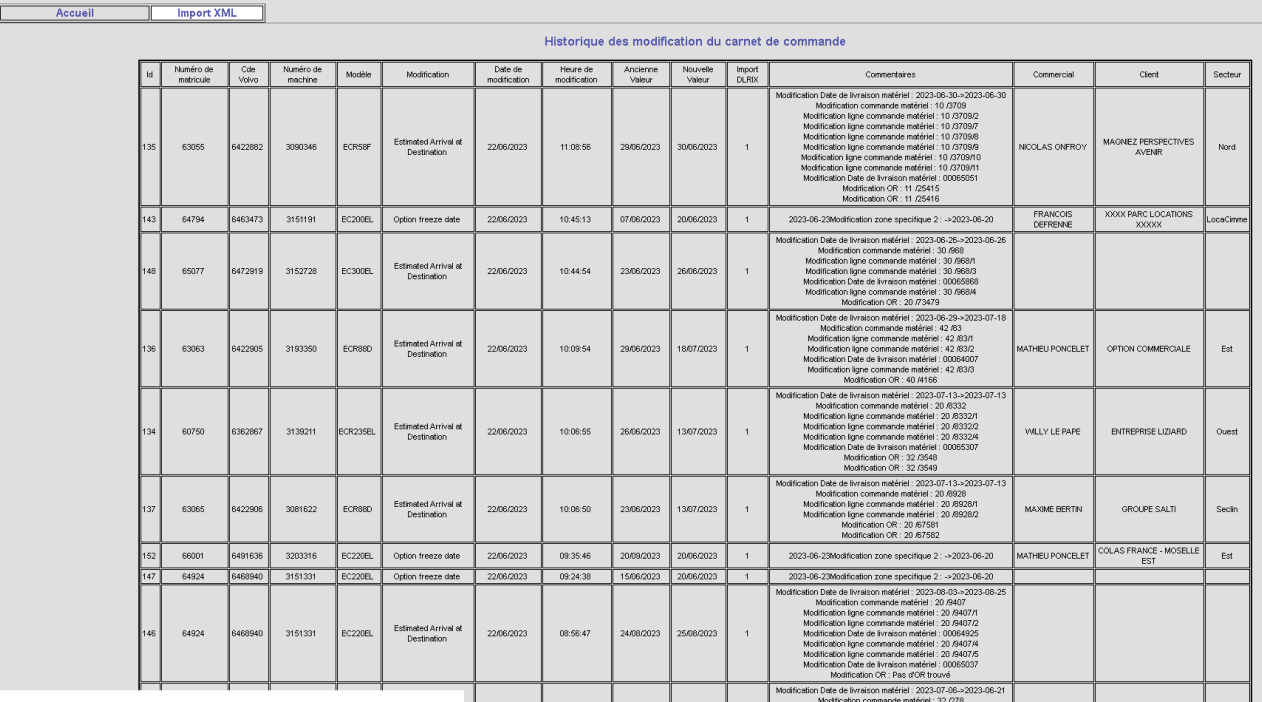 Accueil
Import XML
Historique des modification du carnet de commande
Id
Numéro de
matricule
Cde
Volvo
Numéro de
machine
Modèle
Modification
Date de
modification
Heure de
modification
Ancienne
Valeur
Nouvelle
Valeur
Import
DLRIX
Commentaires
Commercial
Client
Secteur
135
63055
6422882
3090346
ECR58F
Estimated Arrival at
Destination
22/06/2023
11:08:56
29/06/2023
30/06/2023
1
Modification Date de livraison matériel : 2023-06-30->2023-06-30
Modification commande matériel : 10 /3709
Modification ligne commande matériel : 10 /3709/2
Modification ligne commande matériel : 10 /3709/7
Modification ligne commande matériel : 10 /3709/8
Modification ligne commande matériel : 10 /3709/9
Modification ligne commande matériel : 10 /3709/10
Modification ligne commande matériel : 10 /3709/11
Modification Date de livraison matériel : 00065051
Modification OR : 11 /25415
Modification OR : 11 /25416
NICOLAS ONFROY
MAGNIEZ PERSPECTIVES
AVENIR
Nord
143
64794
6463473
3151191
EC200EL
Option freeze date
22/06/2023
10:45:13
07/06/2023
20/06/2023
1
2023-06-23Modification zone specifique 2 : ->2023-06-20
FRANCOIS
DEFRENNE
XXXX PARC LOCATIONS
XXXXX
LocaCimme
148
65077
6472919
3152728
EC300EL
Estimated Arrival at
Destination
22/06/2023
10:44:54
23/06/2023
26/06/2023
1
Modification Date de livraison matériel : 2023-06-26->2023-06-26
Modification commande matériel : 30 /968
Modification ligne commande matériel : 30 /968/1
Modification ligne commande matériel : 30 /968/3
Modification Date de livraison matériel : 00065868
Modification ligne commande matériel : 30 /968/4
Modification OR : 20 /73479
136
63063
6422905
3193350
ECR88D
Estimated Arrival at
Destination
22/06/2023
10:09:54
29/06/2023
18/07/2023
1
Modification Date de livraison matériel : 2023-06-29->2023-07-18
Modification commande matériel : 42 /83
Modification ligne commande matériel : 42 /83/1
Modification ligne commande matériel : 42 /83/2
Modification Date de livraison matériel : 00064007
Modification ligne commande matériel : 42 /83/3
Modification OR : 40 /4166
MATHIEU PONCELET
OPTION COMMERCIALE
Est
134
60750
6362867
3139211
ECR235EL
Estimated Arrival at
Destination
22/06/2023
10:06:55
26/06/2023
13/07/2023
1
Modification Date de livraison matériel : 2023-07-13->2023-07-13
Modification commande matériel : 20 /8332
Modification ligne commande matériel : 20 /8332/1
Modification ligne commande matériel : 20 /8332/2
Modification ligne commande matériel : 20 /8332/4
Modification Date de livraison matériel : 00065307
Modification OR : 32 /3548
Modification OR : 32 /3549
WILLY LE PAPE
ENTREPRISE LIZIARD
Ouest
137
63065
6422906
3081622
ECR88D
Estimated Arrival at
Destination
22/06/2023
10:06:50
23/06/2023
13/07/2023
1
Modification Date de livraison matériel : 2023-07-13->2023-07-13
Modification commande matériel : 20 /8928
Modification ligne commande matériel : 20 /8928/1
Modification ligne commande matériel : 20 /8928/2
Modification OR : 20 /67581
Modification OR : 20 /67582
MAXIME BERTIN
GROUPE SALTI
Seclin
152
66001
6491636
3203316
EC220EL
Option freeze date
22/06/2023
09:35:46
20/09/2023
20/06/2023
1
2023-06-23Modification zone specifique 2 : ->2023-06-20
MATHIEU PONCELET
COLAS FRANCE - MOSELLE
EST
Est
147
64924
6468940
3151331
EC220EL
Option freeze date
22/06/2023
09:24:38
15/06/2023
20/06/2023
1
2023-06-23Modification zone specifique 2 : ->2023-06-20
146
64924
6468940
3151331
EC220EL
Estimated Arrival at
Destination
22/06/2023
08:56:47
24/08/2023
25/08/2023
1
Modification Date de livraison matériel : 2023-08-03->2023-08-25
Modification commande matériel : 20 /9407
Modification ligne commande matériel : 20 /9407/1
Modification ligne commande matériel : 20 /9407/2
Modification Date de livraison matériel : 00064925
Modification ligne commande matériel : 20 /9407/4
Modification ligne commande matériel : 20 /9407/5
Modification Date de livraison matériel : 00065037
Modification OR : Pas d'OR trouvé
Modification Date de livraison matériel : 2023-07-06->2023-06-21
Modification commande matériel : 32 /278